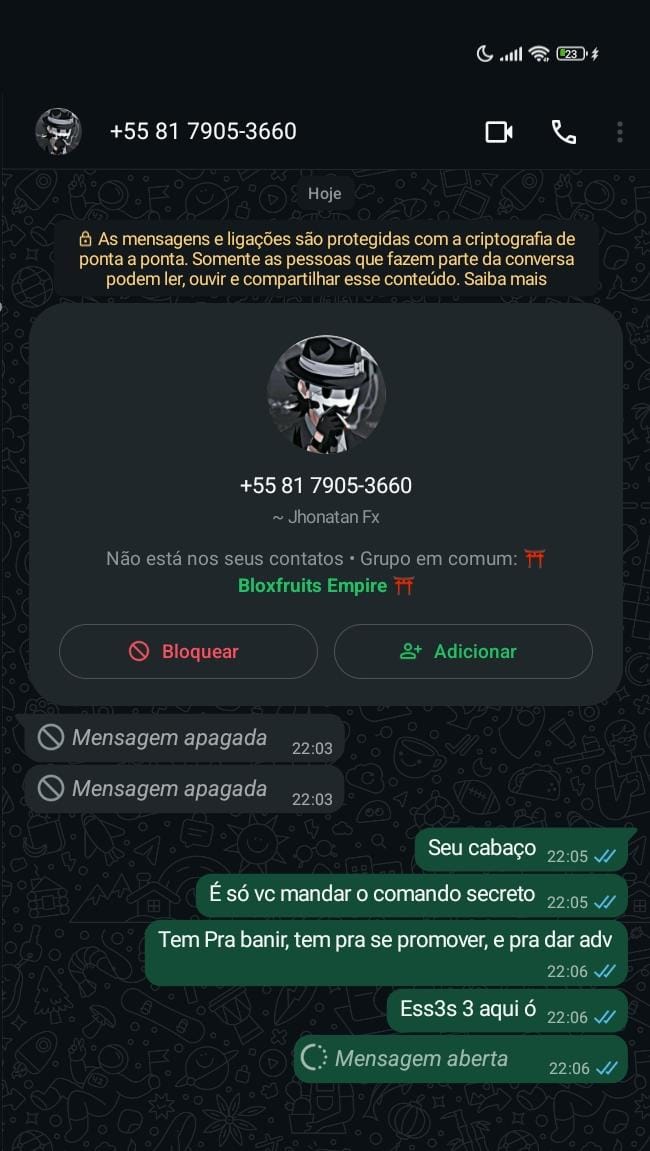 23
+55 81 7905-3660
Hoje
As mensagens e ligações são protegidas com a criptografia de
ponta a ponta. Somente as pessoas que fazem parte da conversa
podem ler, ouvir e compartilhar esse conteúdo. Saiba mais
+55 81 7905-3660
~ Jhonatan Fx
Não está nos seus contatos • Grupo em comum: ⛩️
Bloxfruits Empire ⛩️
Bloquear
Adicionar
Mensagem apagada 22:03
Mensagem apagada 22:03
Seu cabaço 22:05
É só vc mandar o comando secreto 22:05
Tem Pra banir, tem pra se promover, e pra dar adv
22:06
Ess3s 3 aqui ó 22:06
Mensagem aberta 22:06